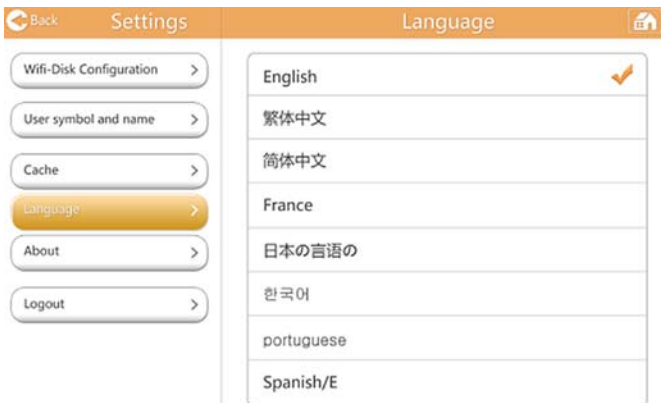 Back
Settings
Language
Wifi-Disk Configuration
User symbol and name
Cache
Language
About
Logout
English
繁体中文
简体中文
France
日本の言语の
한국어
portuguese
Spanish/E